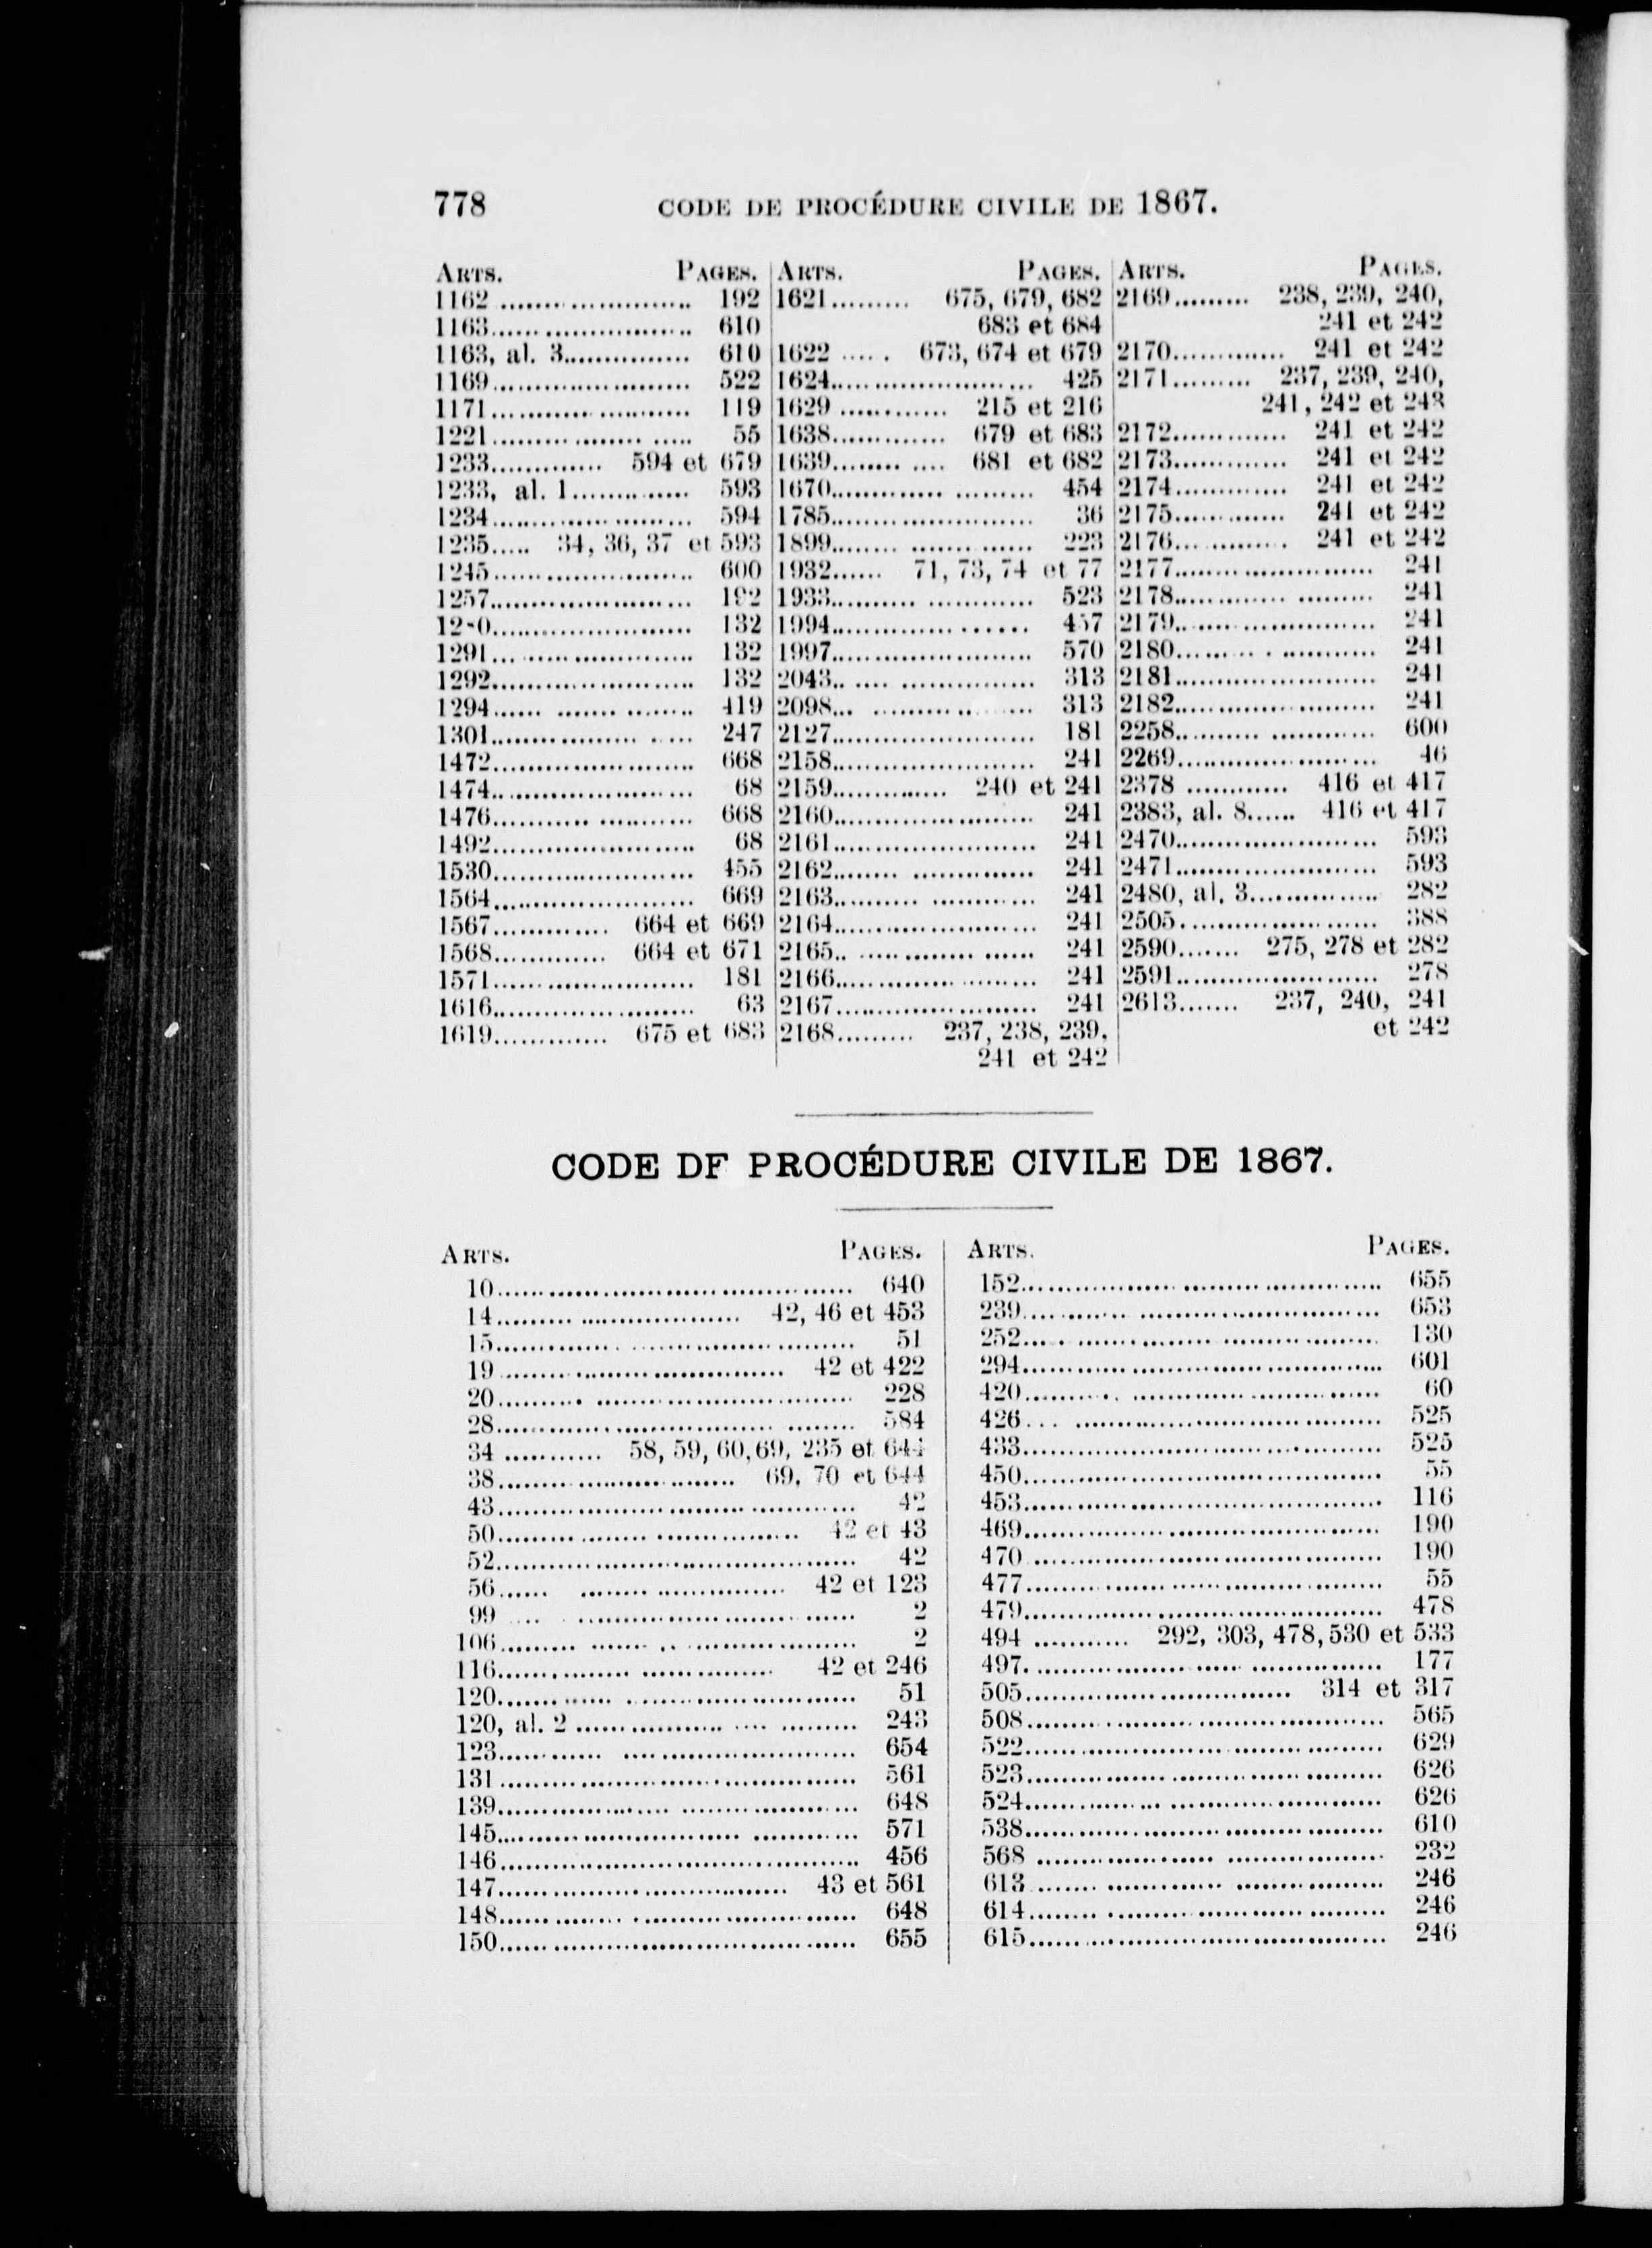 778 CODE DE PROCÉDURE CIVILE DE 1867.
ARTS. PAGES.
1162 ........................ 192
1163........................ 610
1163, al. 3............... 610
1169........................ 522
1171........................ 119
1221........................ 55
1233............. 594 et 679
1233, al. 1.............. 593
1234........................ 594
1235..... 34, 36, 37 et 593
1245........................ 600
1257........................ 192
12-0........................ 132
1291........................ 132
1292........................ 132
1294........................ 419
1301........................ 247
1472........................ 668
1474........................ 68
1476........................ 668
1492........................ 68
1530........................ 455
1564........................ 669
1567............. 664 et 669
1568............. 664 et 671
1571........................ 181
1616........................ 63
1619............. 675 et 683
ARTS. PAGES.
1621......... 675, 679, 682
683 et 684
1622 ...... 673, 674 et 679
1624........................ 425
1629 ............ 215 et 216
1638............. 679 et 683
1639............. 681 et 682
1670........................ 454
1785........................ 36
1899........................ 223
1932...... 71, 73, 74 et 77
1933........................ 523
1994........................ 457
1997........................ 570
2043........................ 313
2098........................ 313
2127........................ 181
2158........................ 241
2159............. 240 et 241
2160........................ 241
2161........................ 241
2162........................ 241
2163........................ 241
2164........................ 241
2165........................ 241
2166........................ 241
2167........................ 241
2168......... 237, 238, 239,
241 et 242
ARTS. PAGES.
2169......... 238, 239, 240,
241 et 242
2170............. 241 et 242
2171......... 237, 239, 240,
241, 242 et 243
2172............. 241 et 242
2173............. 241 et 242
2174............. 241 et 242
2175............. 241 et 242
2176............. 241 et 242
2177........................ 241
2178........................ 241
2179........................ 241
2180........................ 241
2181........................ 241
2182........................ 241
2258........................ 600
2269........................ 46
2378 ............ 416 et 417
2383, al. 8...... 416 et 417
2470........................ 593
2471........................ 593
2480, al. 3............... 282
2505........................ 388
2590....... 275, 278 et 282
2591........................ 278
2613....... 237, 240, 241
et 242
CODE DF PROCÉDURE CIVILE DE 1867.
ARTS. PAGES.
10........................................ 640
14............................ 42, 46 et 453
15........................................ 51
19................................ 42 et 422
20........................................ 228
28........................................ 584
34 ........... 58, 59, 60, 69, 235 et 644
38............................ 69, 70 et 644
43........................................ 42
50................................ 42 et 43
52........................................ 42
56................................ 42 et 123
99........................................ 2
106........................................ 2
116................................ 42 et 246
120........................................ 51
120, al. 2 ................................ 243
123........................................ 654
131........................................ 561
139........................................ 648
145........................................ 571
146........................................ 456
147................................ 43 et 561
148........................................ 648
150........................................ 655
ARTS. PAGES.
152........................................ 655
239........................................ 653
252........................................ 130
294........................................ 601
420........................................ 60
426........................................ 525
433........................................ 525
450........................................ 55
453........................................ 116
469........................................ 190
470........................................ 190
477........................................ 55
479........................................ 478
494 ........... 292, 303, 478, 530 et 533
497........................................ 177
505................................ 314 et 317
508........................................ 565
522........................................ 629
523........................................ 626
524........................................ 626
538........................................ 610
568........................................ 232
613........................................ 246
614........................................ 246
615........................................ 246